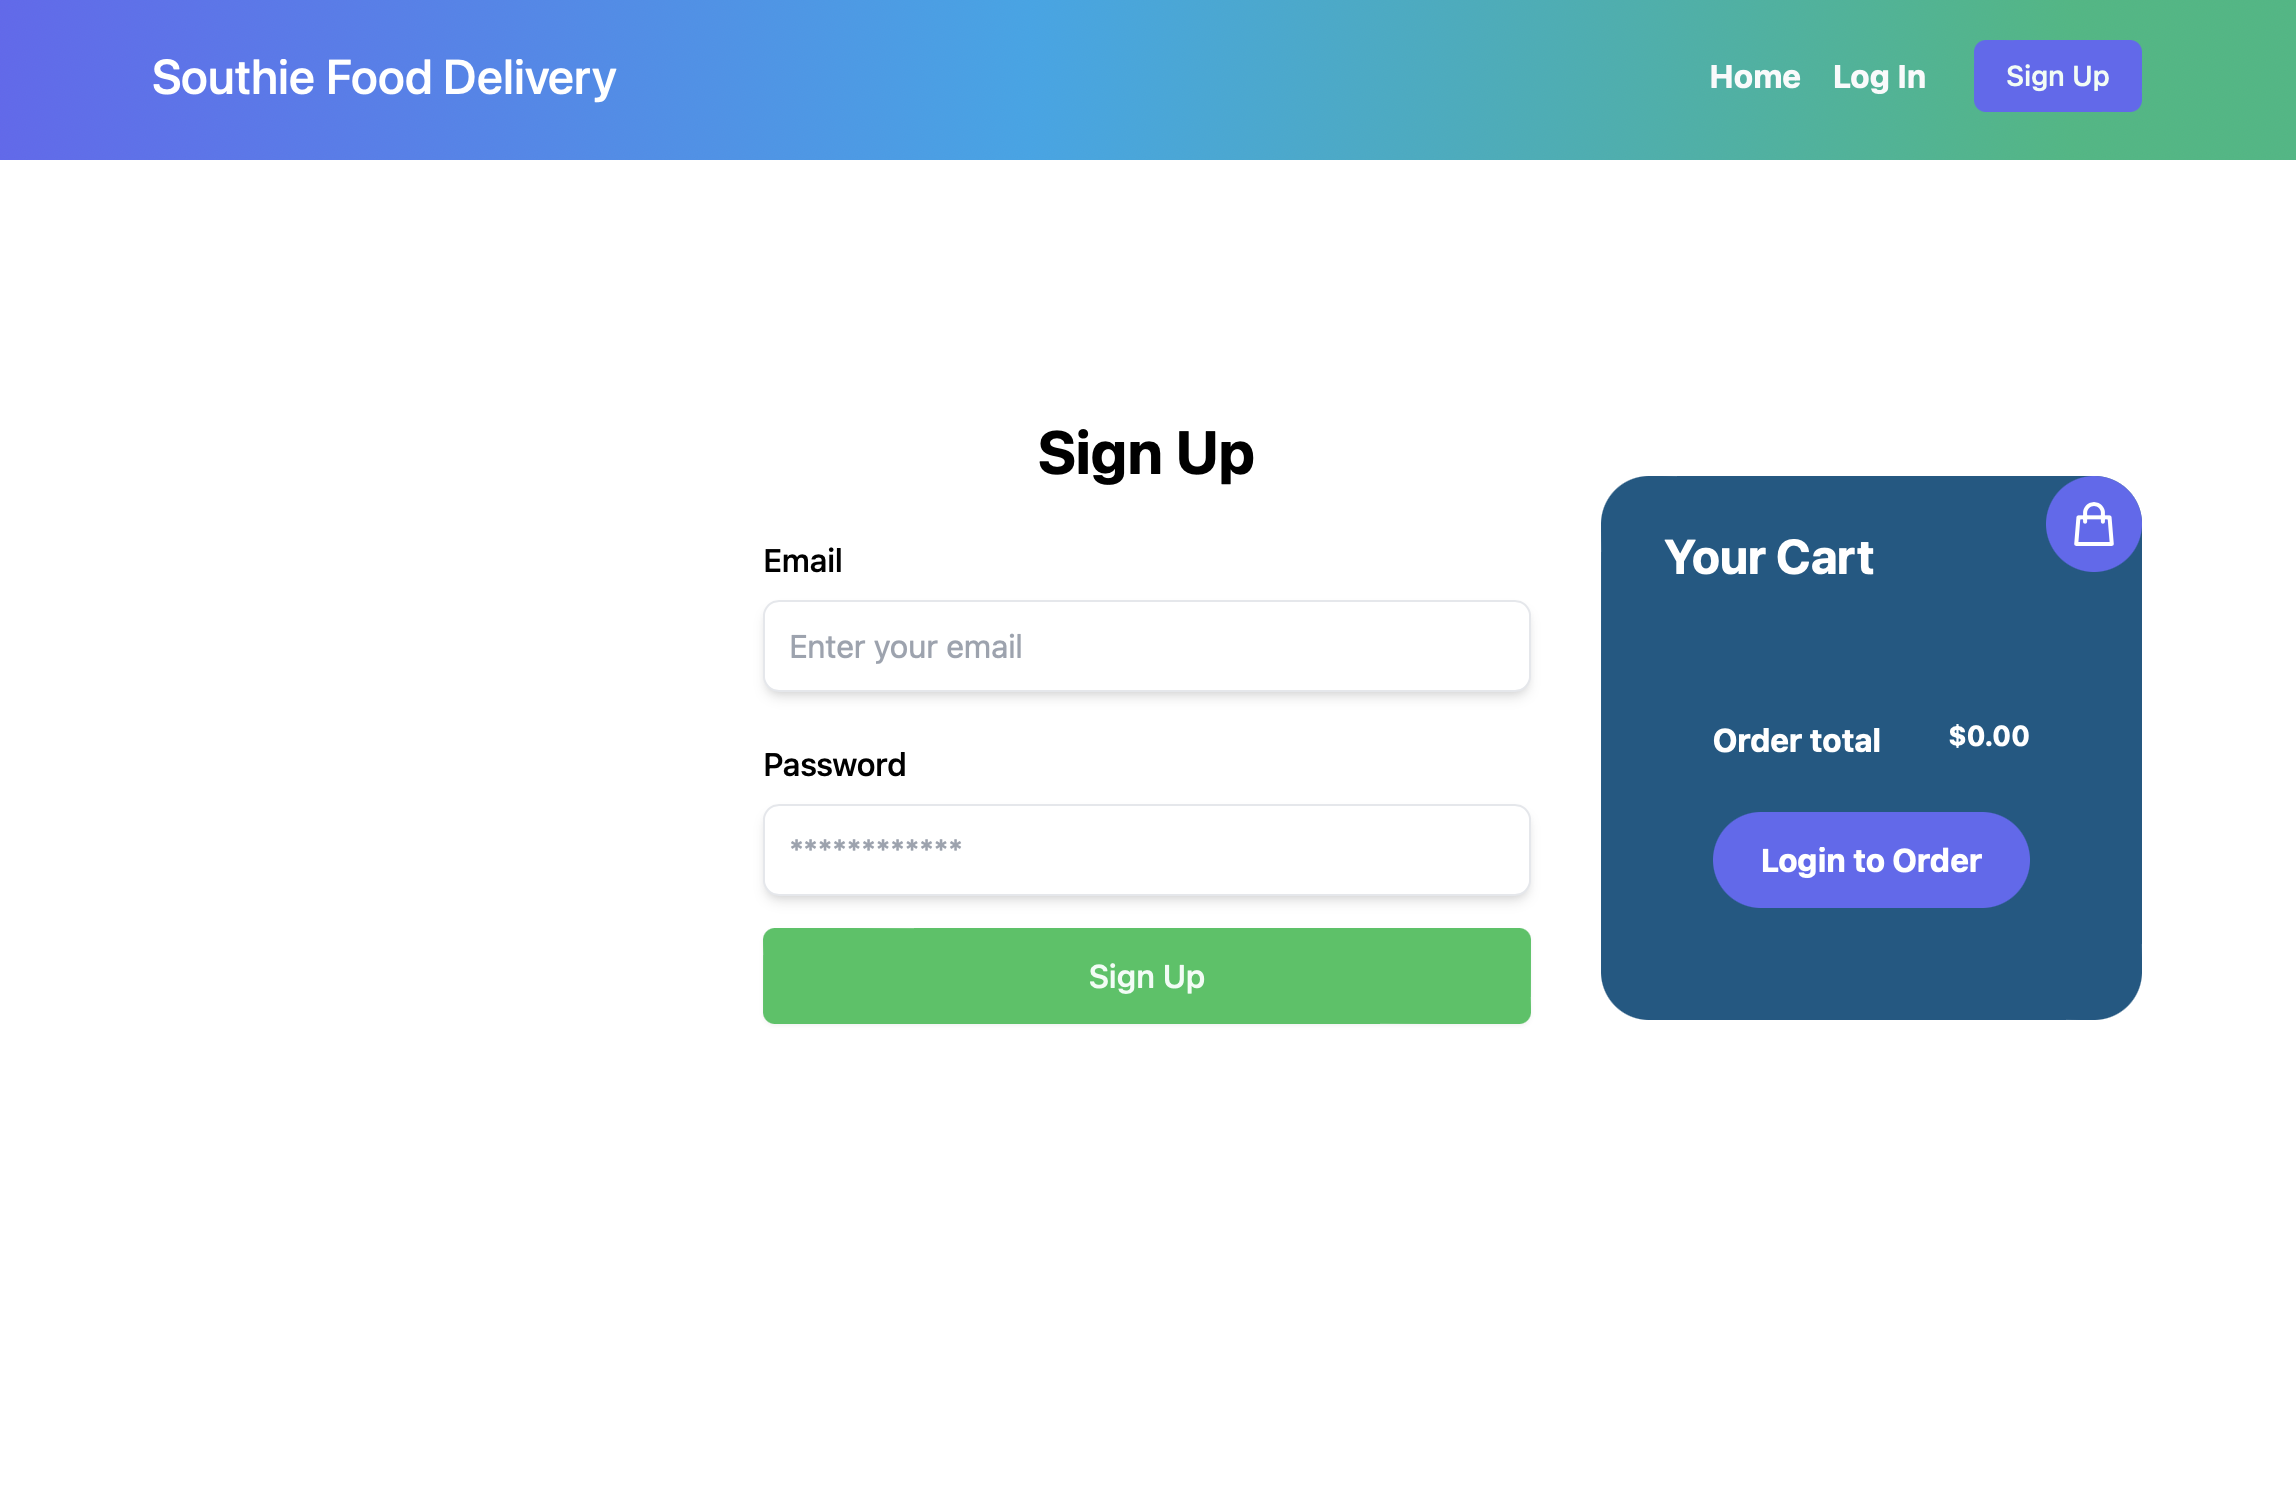 Southie Food Delivery
Home
Log In
Sign Up
Sign Up
Email
Enter your email
Password
************
Sign Up
Your Cart
Order total $0.00
Login to Order